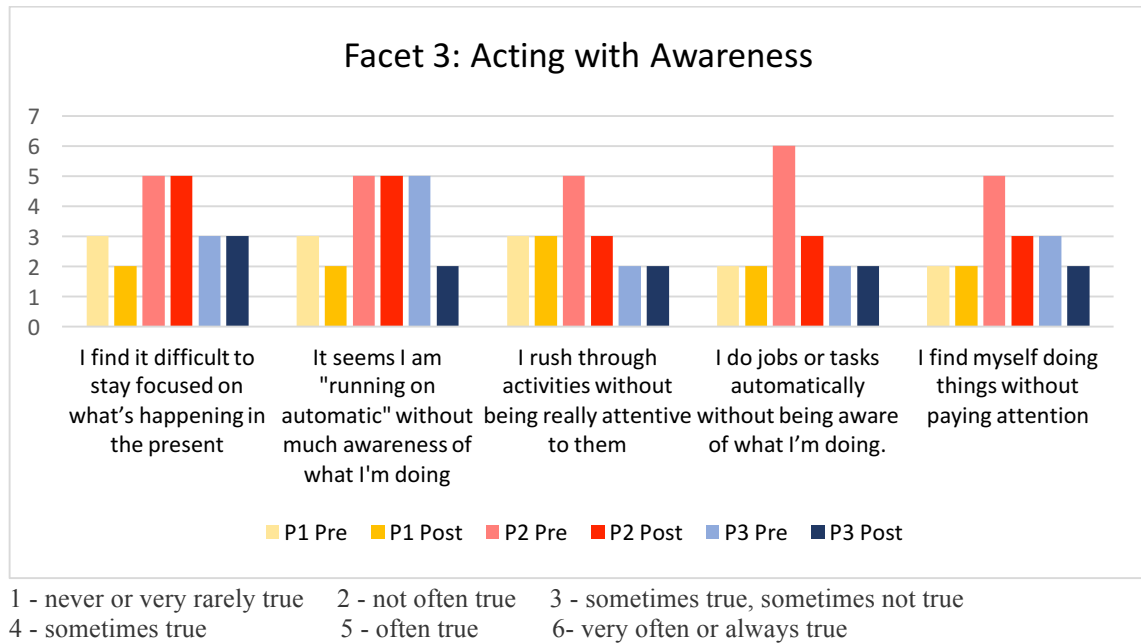 Facet 3: Acting with Awareness
7
6
5
4
3
2
1
0
I find it difficult to
stay focused on
what’s happening in
the present
It seems I am
"running on
automatic" without
much awareness of
what I'm doing
I rush through
activities without
being really attentive
to them
I do jobs or tasks
automatically
without being aware
of what I’m doing.
I find myself doing
things without
paying attention
P1 Pre P1 Post P2 Pre P2 Post P3 Pre P3 Post
1 - never or very rarely true 2 - not often true 3 - sometimes true, sometimes not true
4 - sometimes true 5 - often true 6- very often or always true